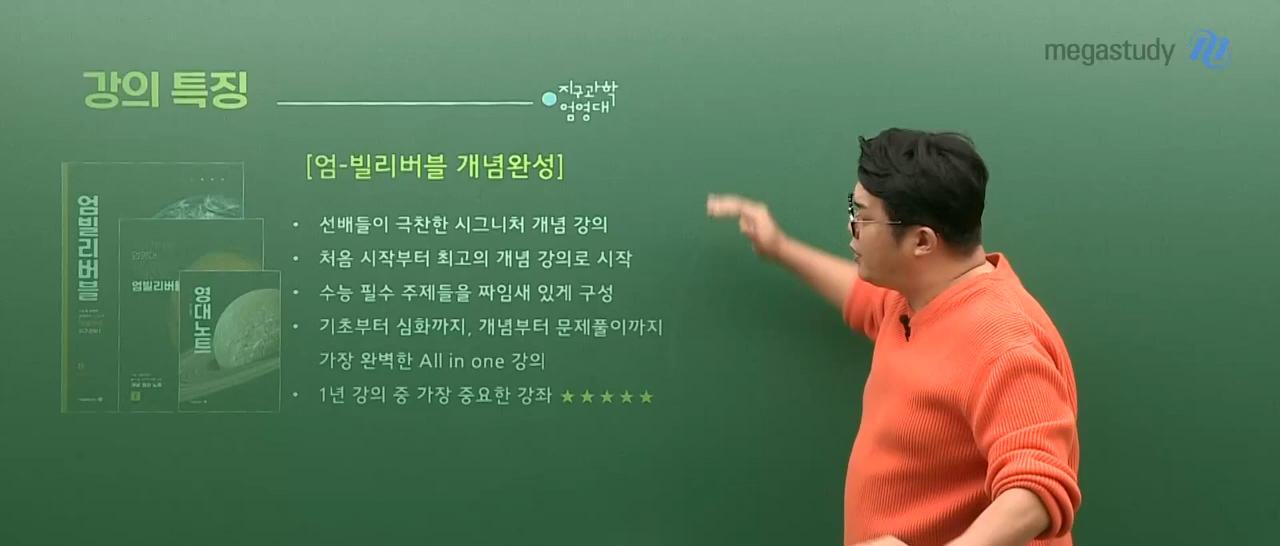 megastudy
강의 특징
지구과학
엄영대
[엄-빌리버블 개념완성]
• 선배들이 극찬한 시그니처 개념 강의
• 처음 시작부터 최고의 개념 강의로 시작
• 수능 필수 주제들을 짜임새 있게 구성
• 기초부터 심화까지, 개념부터 문제풀이까지
가장 완벽한 All in one 강의
• 1년 강의 중 가장 중요한 강좌 ★★★★★
엄빌리버블
엄빌리버블
영대노트